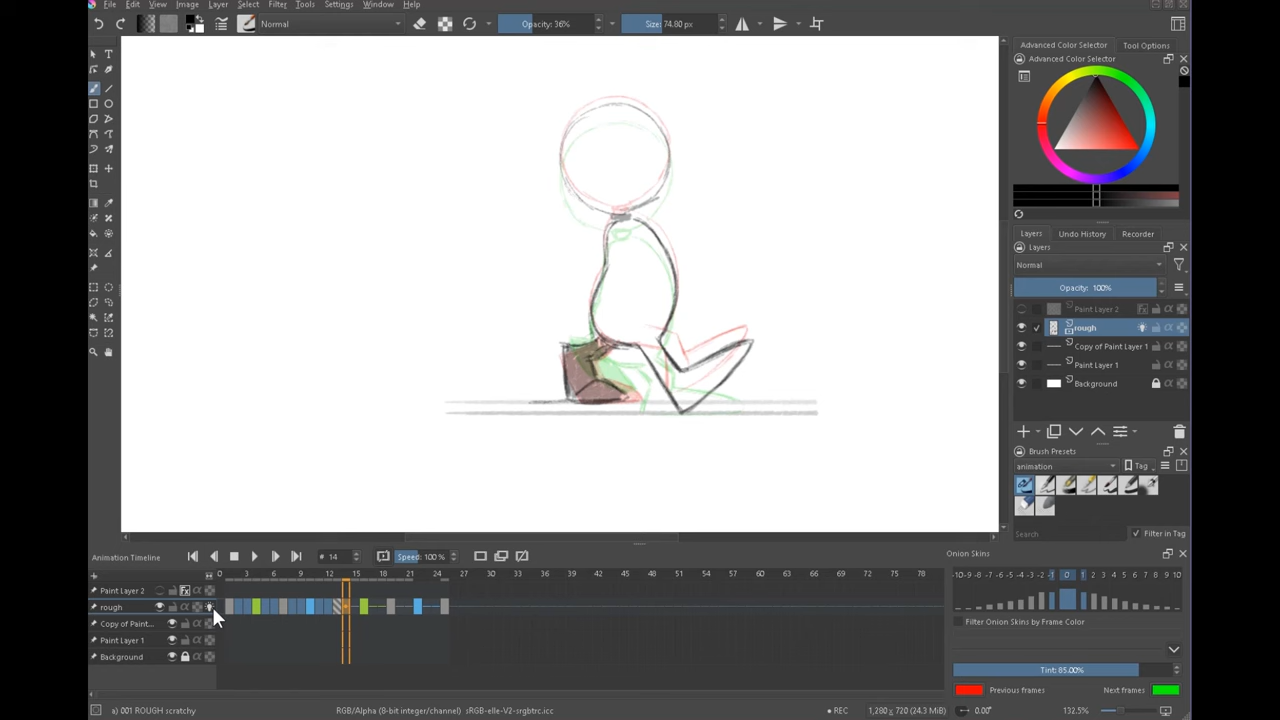 File Edit View Image Layer Select Filter Tools Settings Window Help
Normal Opacity: 36% Size: 74.80 px
Advanced Color Selector Tool Options
Advanced Color Selector
Layers Undo History Recorder
Layers
Normal
Opacity: 100%
Paint Layer 2
rough
Copy of Paint Layer 1
Paint Layer 1
Background
Brush Presets
animation Tag
Search Filter in Tag
Animation Timeline # 14 Speed: 100 % Onion Skins
0 3 6 9 12 15 18 21 24 27 30 33 36 39 42 45 48 51 54 57 60 63 66 69 72 75 78
-10 -9 -8 -7 -6 -5 -4 -3 -2 -1 0 1 2 3 4 5 6 7 8 9 10
Paint Layer 2
rough
Copy of Paint...
Paint Layer 1
Background
Filter Onion Skins by Frame Color
Tint: 85.00%
Previous frames Next frames
a) 001 ROUGH scratchy RGB/Alpha (8-bit integer/channel) sRGB-elle-V2-srgbtrc.icc REC 1,280 x 720 (24.3 MiB) 0.00° 132.5%